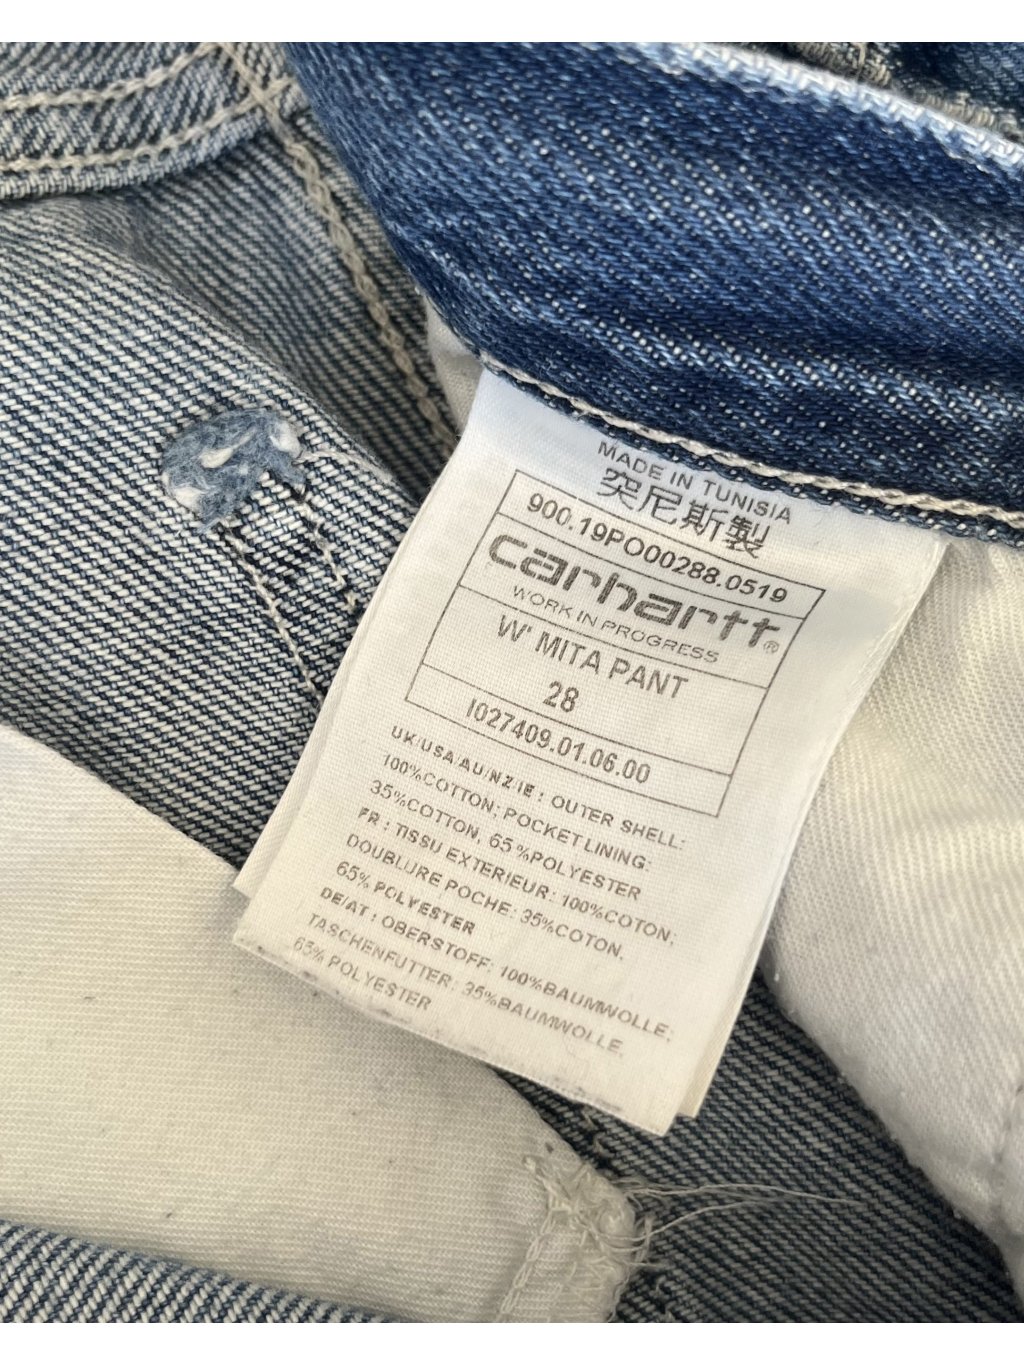 MADE IN TUNISIA
突尼斯製
900.19PO00288.0519
carhartt®
WORK IN PROGRESS
W' MITA PANT
28
I027409.01.06.00
UK/USA/AU/NZ/IE : OUTER SHELL:
100%COTTON; POCKET LINING:
35%COTTON, 65%POLYESTER
FR : TISSU EXTERIEUR: 100%COTON;
DOUBLURE POCHE: 35%COTON,
65% POLYESTER
DE/AT : OBERSTOFF: 100%BAUMWOLLE;
TASCHENFUTTER: 35%BAUMWOLLE,
65% POLYESTER